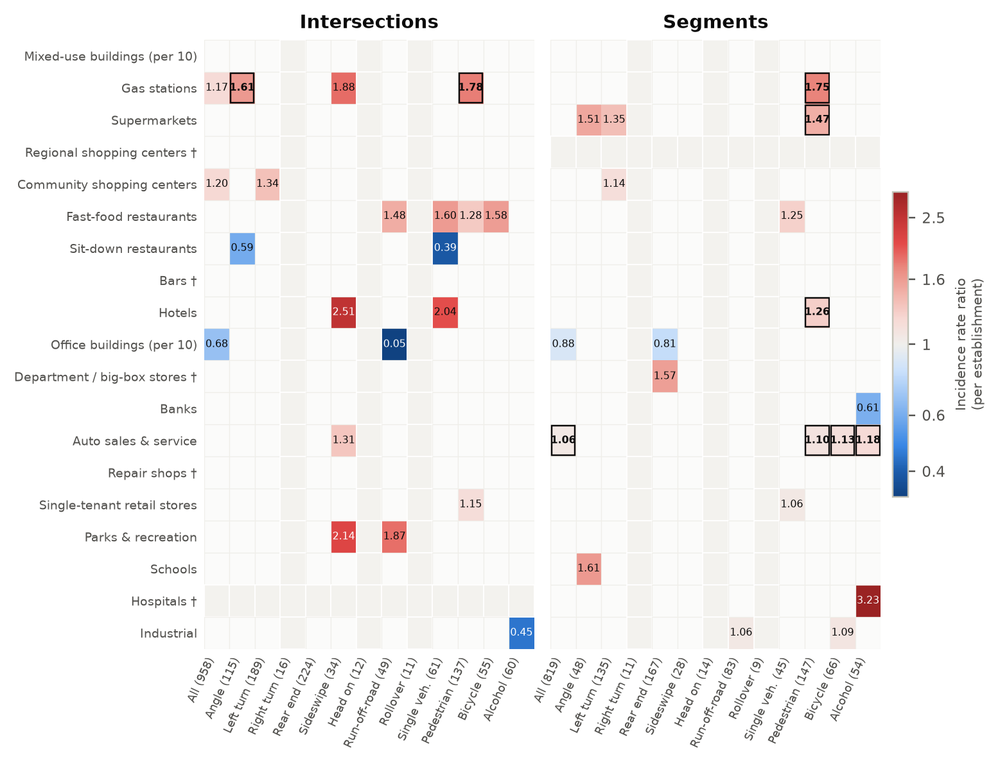 Intersections Segments
Mixed-use buildings (per 10)
Gas stations 1.17 1.61 1.88 1.78 1.75
Supermarkets 1.51 1.35 1.47
Regional shopping centers †
Community shopping centers 1.20 1.34 1.14
Fast-food restaurants 1.48 1.60 1.28 1.58 1.25
Sit-down restaurants 0.59 0.39
Bars †
Hotels 2.51 2.04 1.26
Office buildings (per 10) 0.68 0.05 0.88 0.81
Department / big-box stores † 1.57
Banks 0.61
Auto sales & service 1.31 1.06 1.10 1.13 1.18
Repair shops †
Single-tenant retail stores 1.15 1.06
Parks & recreation 2.14 1.87
Schools 1.61
Hospitals † 3.23
Industrial 0.45 1.06 1.09
All (958)
Angle (115)
Left turn (189)
Right turn (16)
Rear end (224)
Sideswipe (34)
Head on (12)
Run-off-road (49)
Rollover (11)
Single veh. (61)
Pedestrian (137)
Bicycle (55)
Alcohol (60)
All (819)
Angle (48)
Left turn (135)
Right turn (11)
Rear end (167)
Sideswipe (28)
Head on (14)
Run-off-road (83)
Rollover (9)
Single veh. (45)
Pedestrian (147)
Bicycle (66)
Alcohol (54)
2.5
1.6
1
0.6
0.4
Incidence rate ratio
(per establishment)